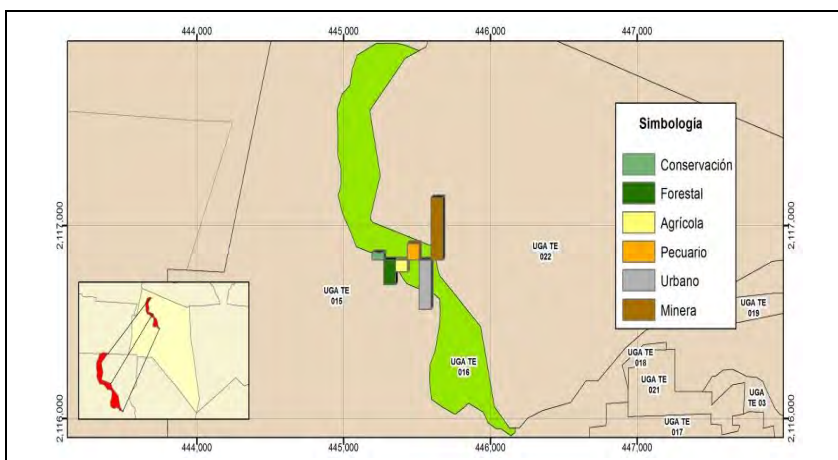 444,000 445,000 446,000 447,000
2,117,000
2,116,000
Simbología
Conservación
Forestal
Agrícola
Pecuario
Urbano
Minera
UGA TE
022
UGA TE
015
UGA TE
016
UGA TE
019
UGA TE
018
UGA TE
021
UGA
TE 03
UGA TE
017
2,117,000
2,116,000
444,000 445,000 446,000 447,000